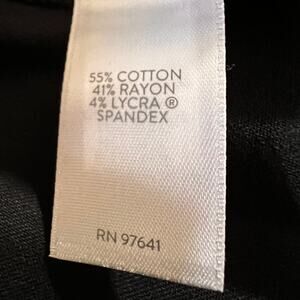 55% COTTON
41% RAYON
4% LYCRA ®
SPANDEX
RN 97641